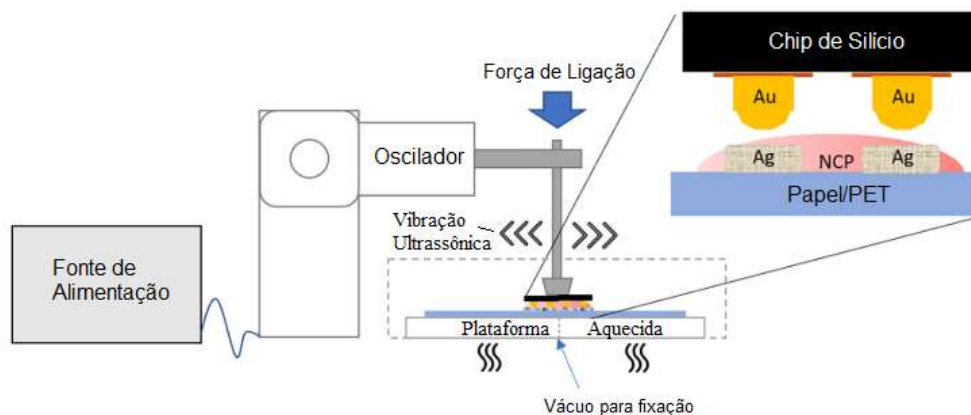 Chip de Silício
Força de Ligação
Au
Au
Oscilador
Ag
NCP
Ag
Papel/PET
Vibração
Ultrassônica
Fonte de
Alimentação
Plataforma
Aquecida
Vácuo para fixação